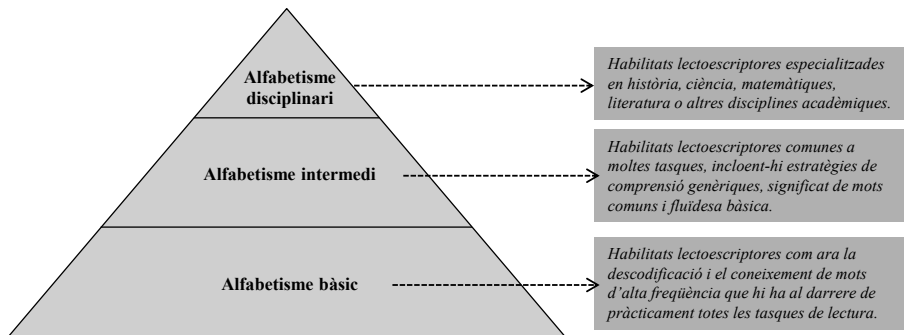 Alfabetisme
disciplinari
Habilitats lectoescriptores especialitzades
en història, ciència, matemàtiques,
literatura o altres disciplines acadèmiques.
Alfabetisme intermedi
Habilitats lectoescriptores comunes a
moltes tasques, incloent-hi estratègies de
comprensió genèriques, significat de mots
comuns i fluïdesa bàsica.
Alfabetisme bàsic
Habilitats lectoescriptores com ara la
descodificació i el coneixement de mots
d’alta freqüència que hi ha al darrere de
pràcticament totes les tasques de lectura.